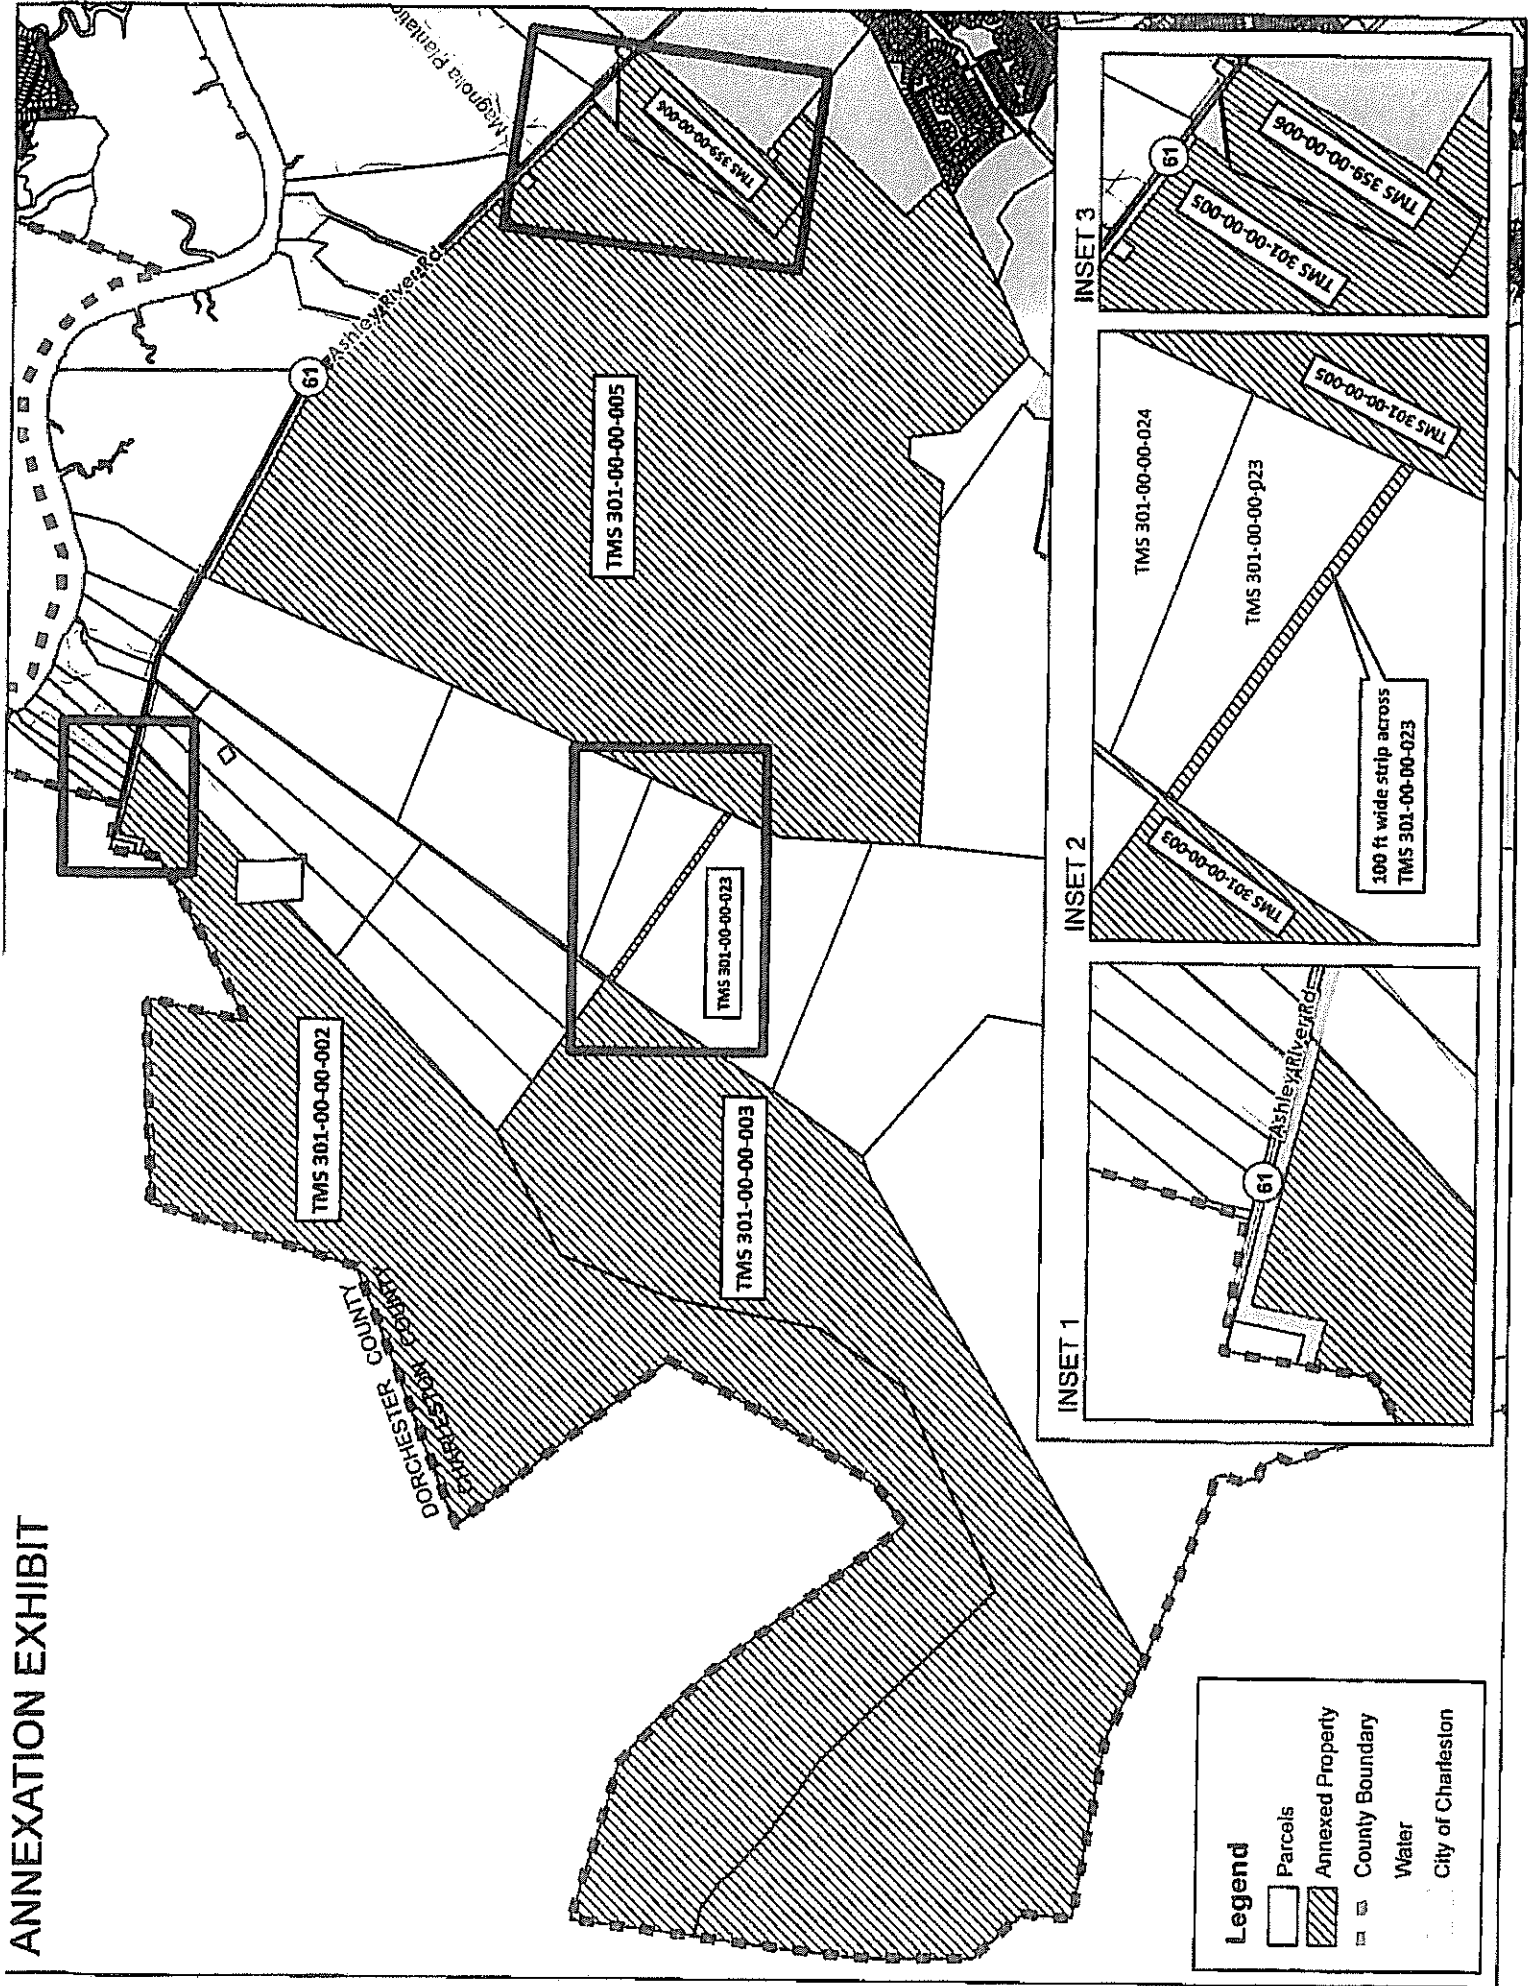 ANNEXATION EXHIBIT
DORCHESTER COUNTY
CHARLESTON COUNTY
TMS 301-00-00-002
TMS 301-00-00-003
TMS 301-00-00-023
TMS 301-00-00-005
TMS 359-00-00-006
61
Ashley River Rd
Legend
Parcels
Annexed Property
County Boundary
Water
City of Charleston
INSET 1
61
Ashley River Rd
INSET 2
TMS 301-00-00-003
TMS 301-00-00-024
TMS 301-00-00-023
TMS 301-00-00-005
100 ft wide strip across
TMS 301-00-00-023
INSET 3
61
TMS 301-00-00-005
TMS 359-00-00-006